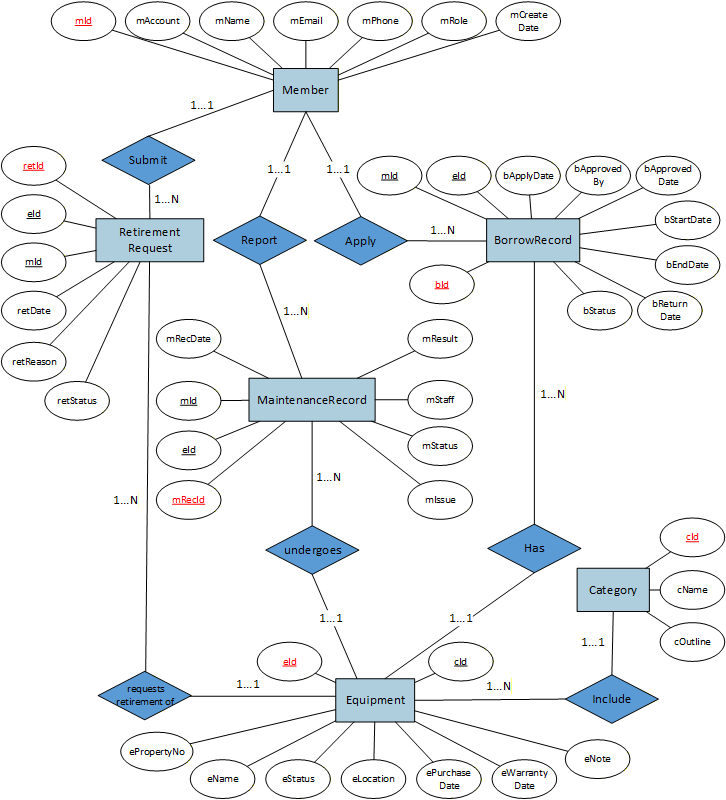 mId
mAccount
mName
mEmail
mPhone
mRole
mCreate
Date
Member
1...1
Submit
1...1
1...1
retId
1...N
eId
mId
retDate
retReason
retStatus
Retirement
Request
Report
Apply
1...N
mId
eId
bApplyDate
bApproved
By
bApproved
Date
bStartDate
bEndDate
bReturn
Date
bStatus
bId
BorrowRecord
1...N
mRecDate
mResult
mId
MaintenanceRecord
mStaff
eId
mStatus
mRecId
mIssue
1...N
1...N
1...N
undergoes
Has
cId
Category
cName
cOutline
1...1
1...1
1...1
eId
cId
requests
retirement of
1...1
Equipment
1...N
Include
ePropertyNo
eName
eStatus
eLocation
ePurchase
Date
eWarranty
Date
eNote